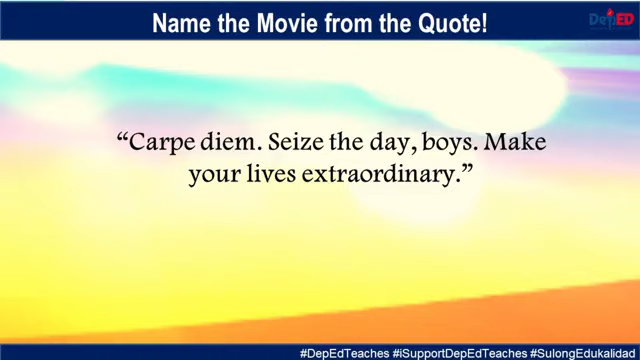 Name the Movie from the Quote!
DepED
“Carpe diem. Seize the day, boys. Make
your lives extraordinary.”
#DepEdTeaches #iSupportDepEdTeaches #SulongEdukalidad